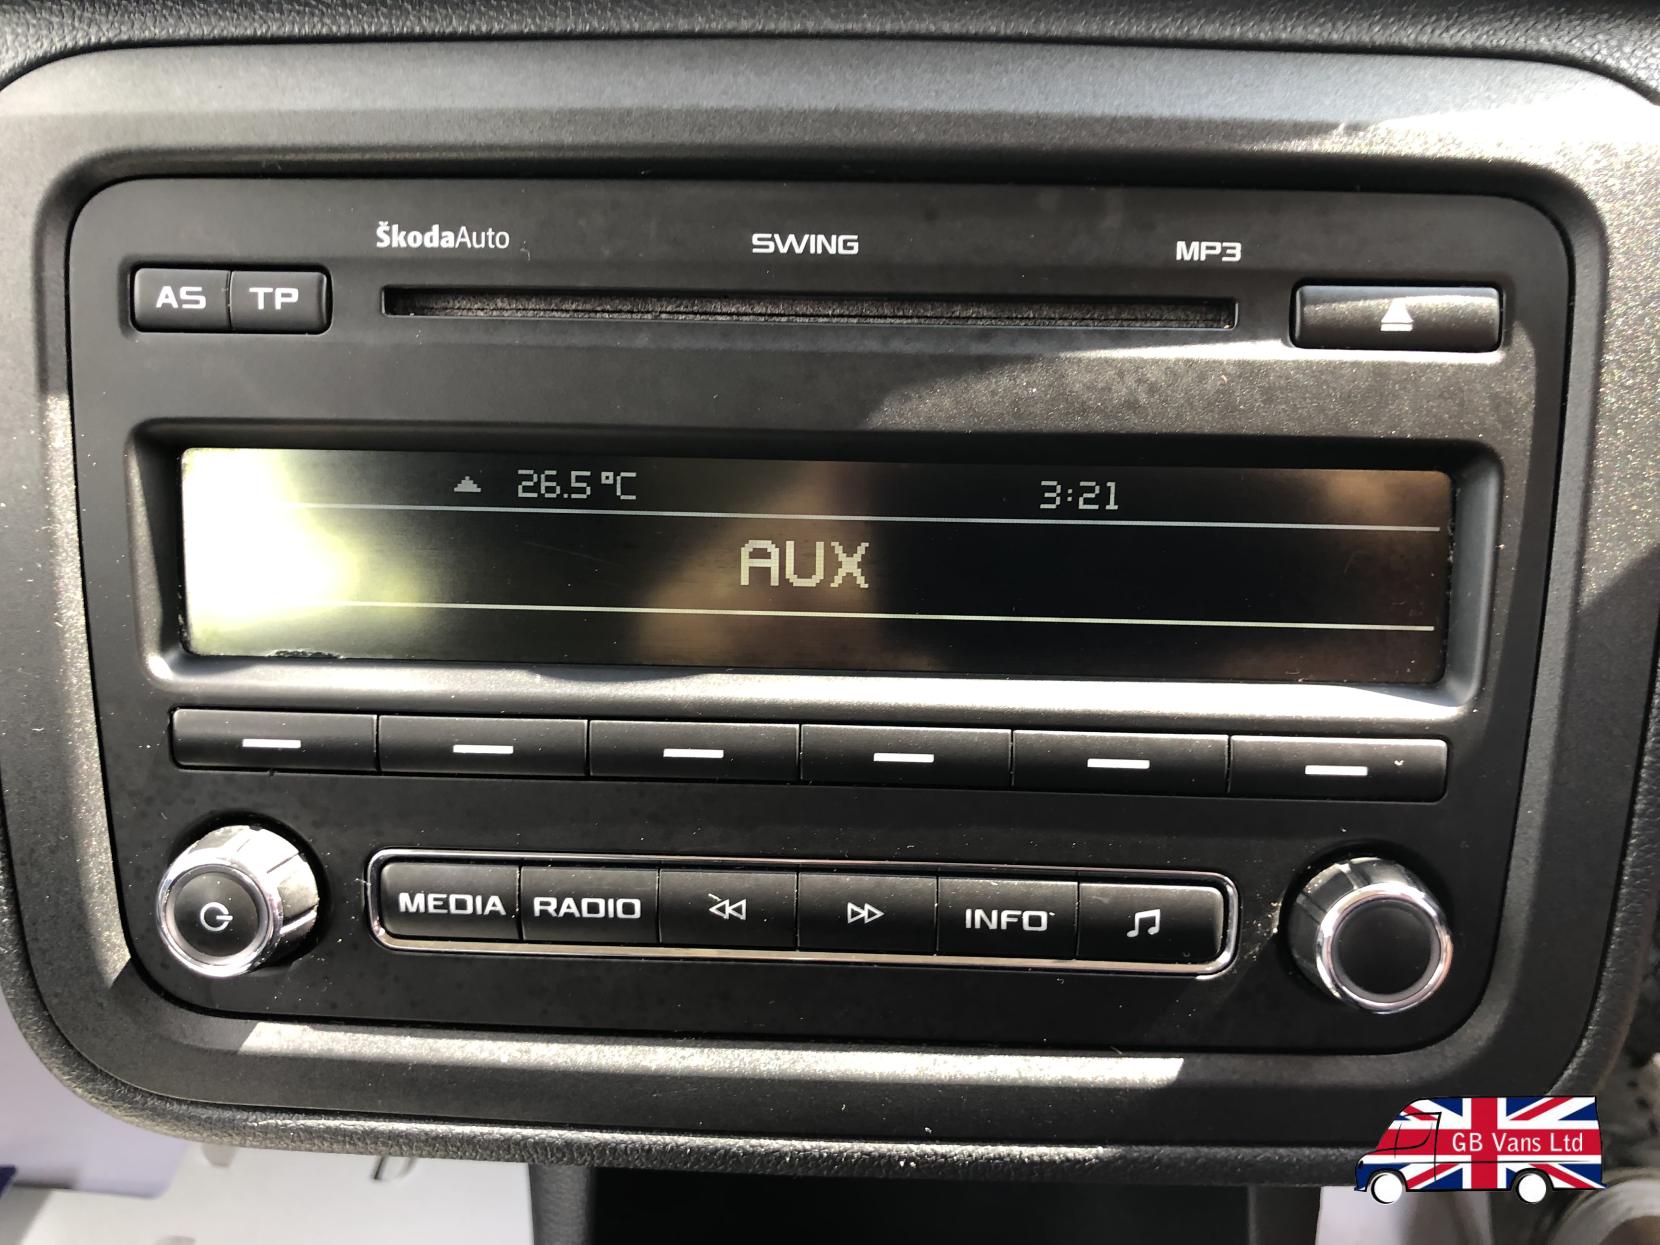 ŠkodaAuto SWING MP3
AS TP
26.5°C 3:21
AUX
MEDIA RADIO INFO
GB Vans Ltd